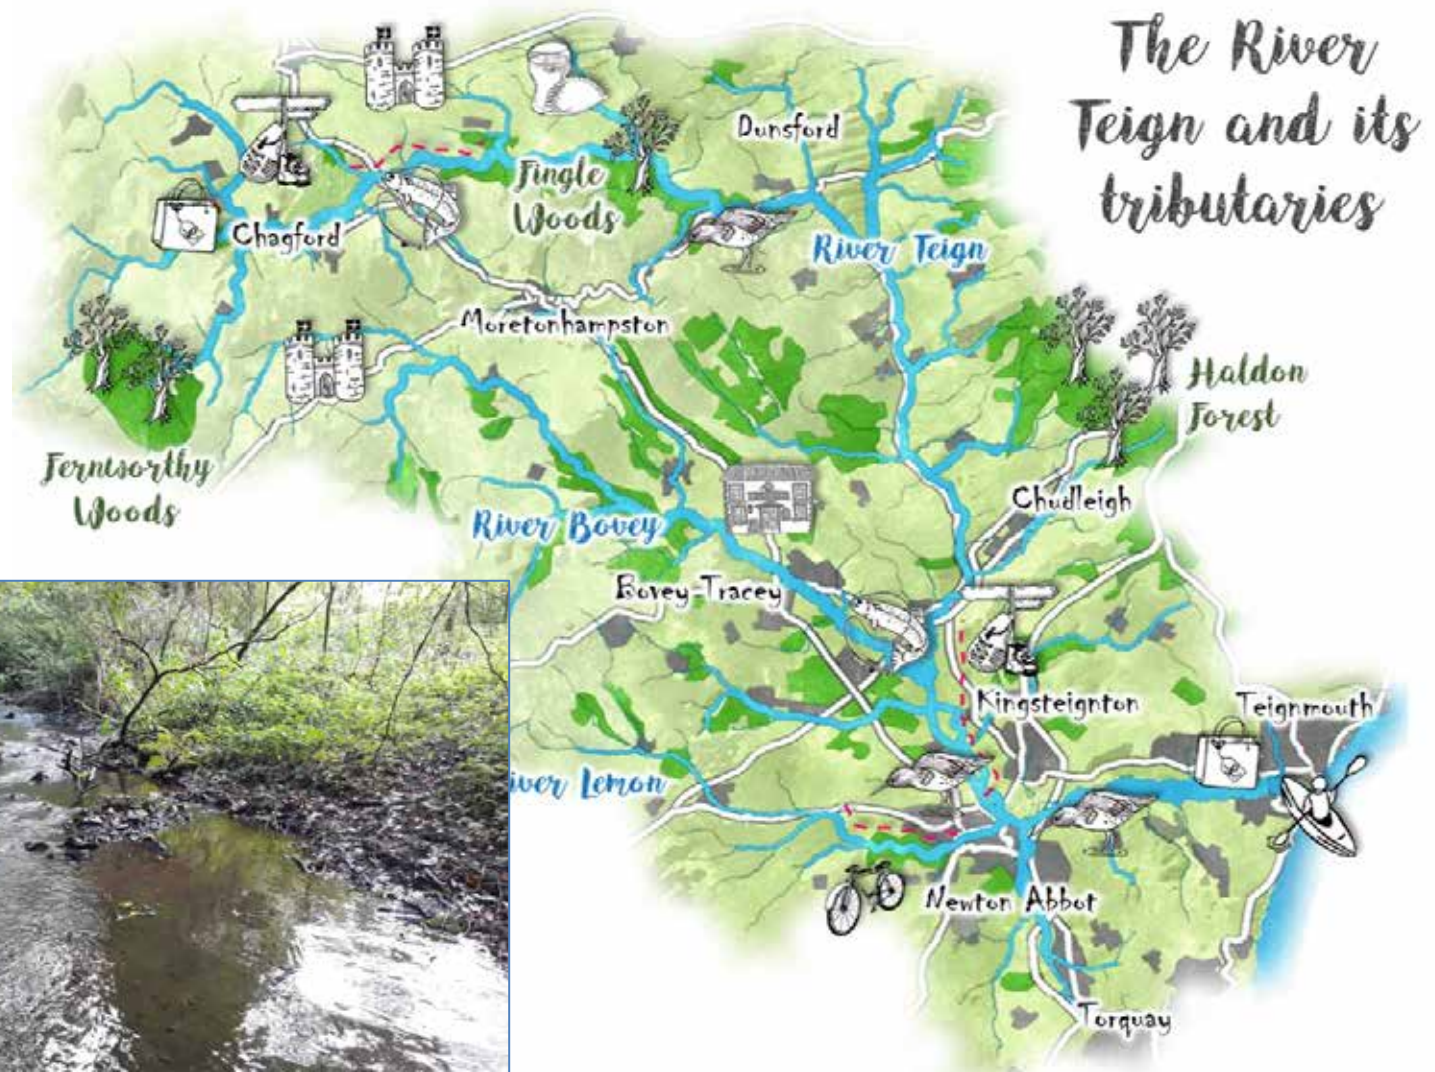 The River
Teign and its
tributaries
Dunsford
Fingle
Woods
Chagford
River Teign
Moretonhampston
Haldon
Forest
Fernworthy
Woods
Chudleigh
River Bovey
Bovey-Tracey
Kingsteignton
Teignmouth
iver Lemon
Newton Abbot
Torquay